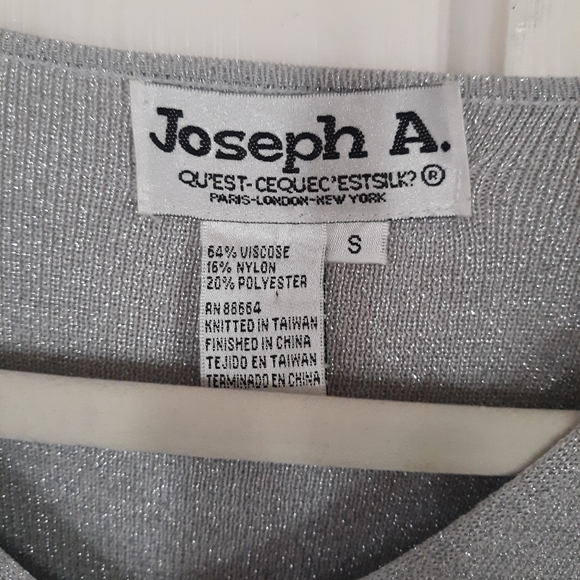 Joseph A.
QU'EST-CEQUEC'ESTSILK? ®
PARIS-LONDON-NEW YORK
S
64% VISCOSE
16% NYLON
20% POLYESTER
RN 88664
KNITTED IN TAIWAN
FINISHED IN CHINA
TEJIDO EN TAIWAN
TERMINADO EN CHINA